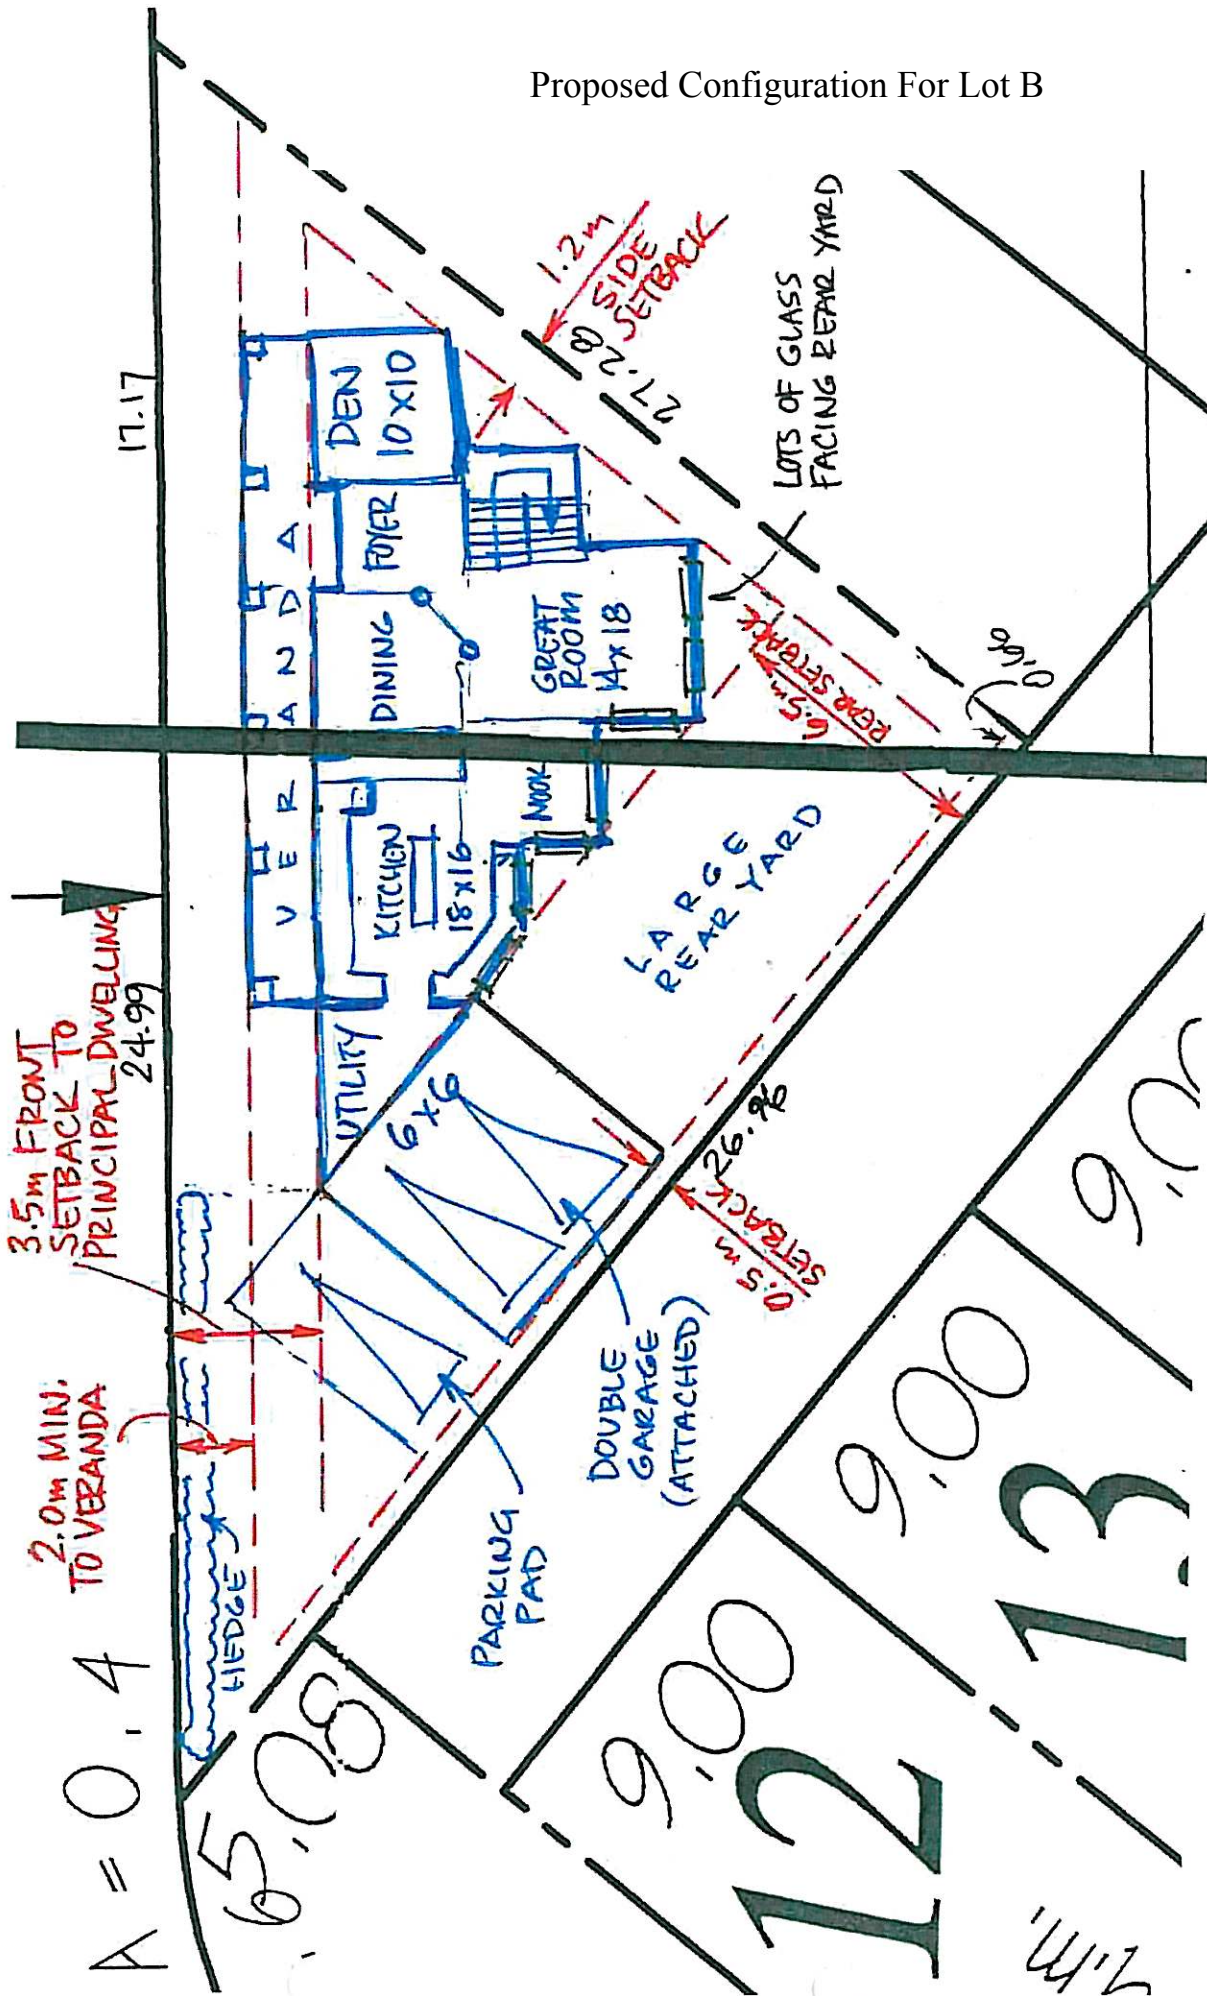 Proposed Configuration For Lot B
3.5m FRONT
SETBACK TO
PRINCIPAL DWELLING
2.0m MIN.
TO VERANDA
A = 0.4
24.99
17.17
HEDGE
VERANDA
DEN
10x10
FOYER
DINING
GREAT
ROOM
14x18
KITCHEN
18x16
NOOK
UTILITY
6x6
1.2m
SIDE
SETBACK
27.28
LOTS OF GLASS
FACING REAR YARD
6.5m
REAR SETBACK
0.66
LARGE
REAR YARD
26.96
0.5m
SETBACK
DOUBLE
GARAGE
(ATTACHED)
PARKING
PAD
65.08
9.00
9.00
9.00
12
13